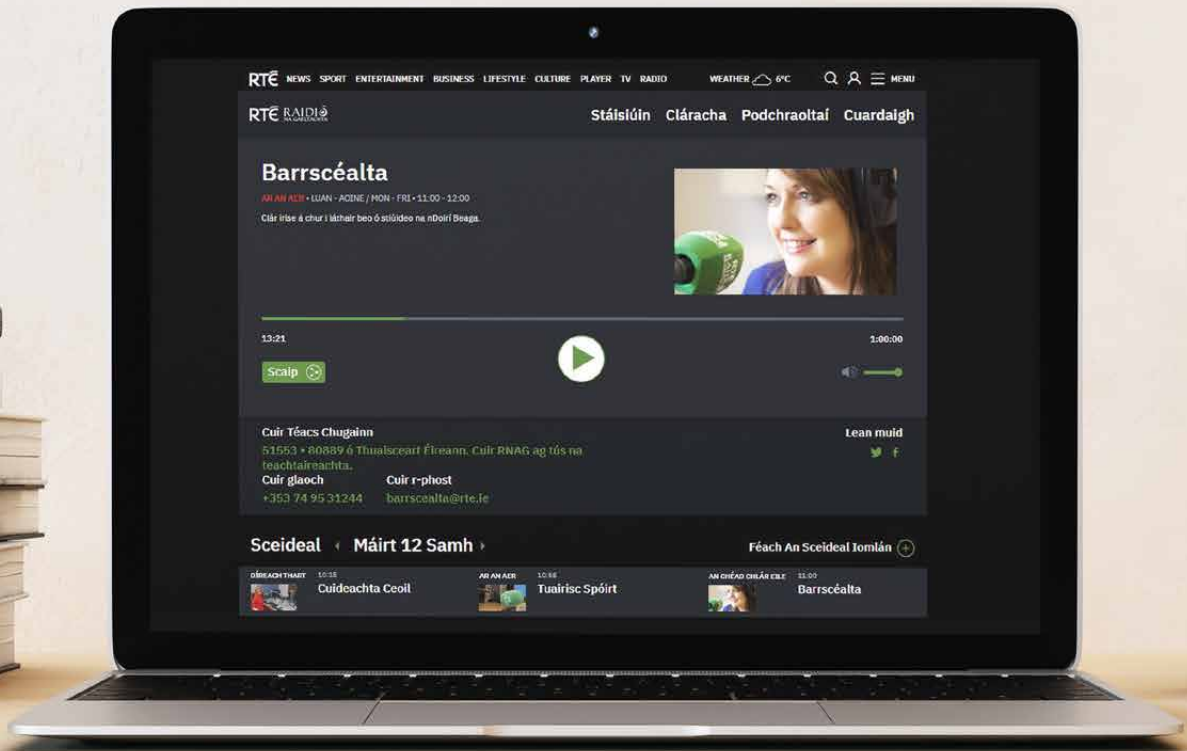 RTÉ NEWS SPORT ENTERTAINMENT BUSINESS LIFESTYLE CULTURE PLAYER TV RADIO WEATHER 6°C MENU
RTÉ RAIDIÓ NA GAELTACHTA Stáisiúin Cláracha Podchraoltaí Cuardaigh
Barrscéalta
AR AN AER • LUAN - AOINE / MON - FRI • 11:00 - 12:00
Clár irise á chur i láthair beo ó stiúideo na nDoirí Beaga.
13:21 1:00:00
Scaip
Cuir Téacs Chugainn Lean muid
51553 • 80889 ó Thuaisceart Éireann. Cuir RNAG ag tús na
teachtaireachta.
Cuir glaoch Cuir r-phost
+353 74 95 31244 barrscealta@rte.ie
Sceideal Máirt 12 Samh Féach An Sceideal Iomlán
DÍREACH THART 10:15 AR AN AER 10:56 AN CHÉAD CHLÁR EILE 11:00
Cuideachta Ceoil Tuairisc Spóirt Barrscéalta